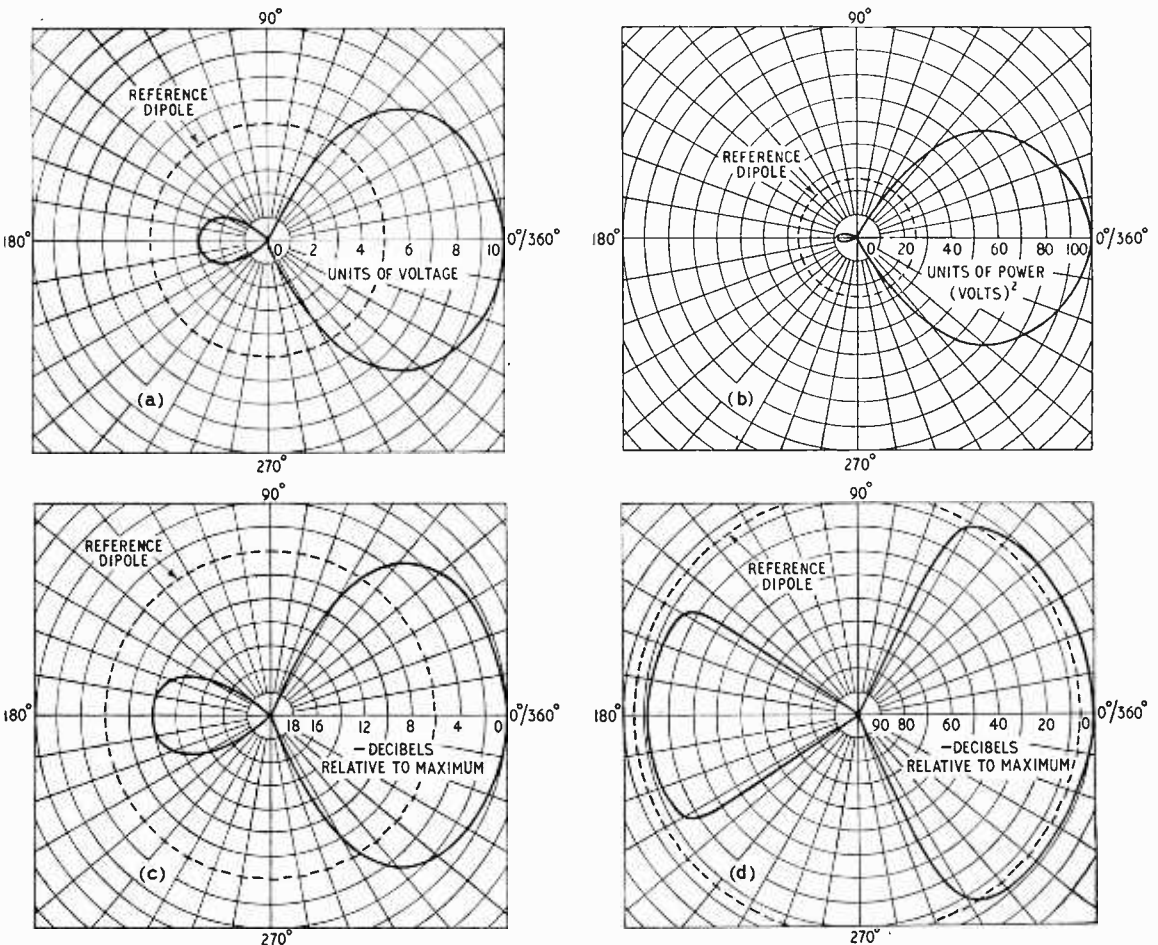 90°
REFERENCE
DIPOLE
180°
0 2 4 6 8 10
0°/360°
UNITS OF VOLTAGE
(a)
270°
90°
REFERENCE
DIPOLE
180°
0 20 40 60 80 100
0°/360°
UNITS OF POWER
(VOLTS)²
(b)
270°
90°
REFERENCE
DIPOLE
180°
18 16 12 8 4 0
0°/360°
—DECIBELS
RELATIVE TO MAXIMUM
(c)
270°
90°
REFERENCE
DIPOLE
180°
90 80 60 40 20 0
0°/360°
—DECIBELS
RELATIVE TO MAXIMUM
(d)
270°